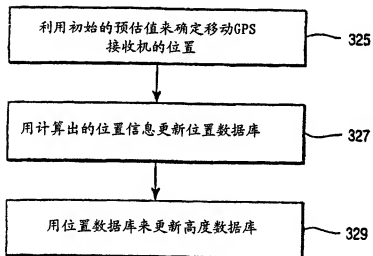 利用初始的预估值来确定移动GPS
接收机的位置
325
用计算出的位置信息更新位置数据库
327
用位置数据库来更新高度数据库
329